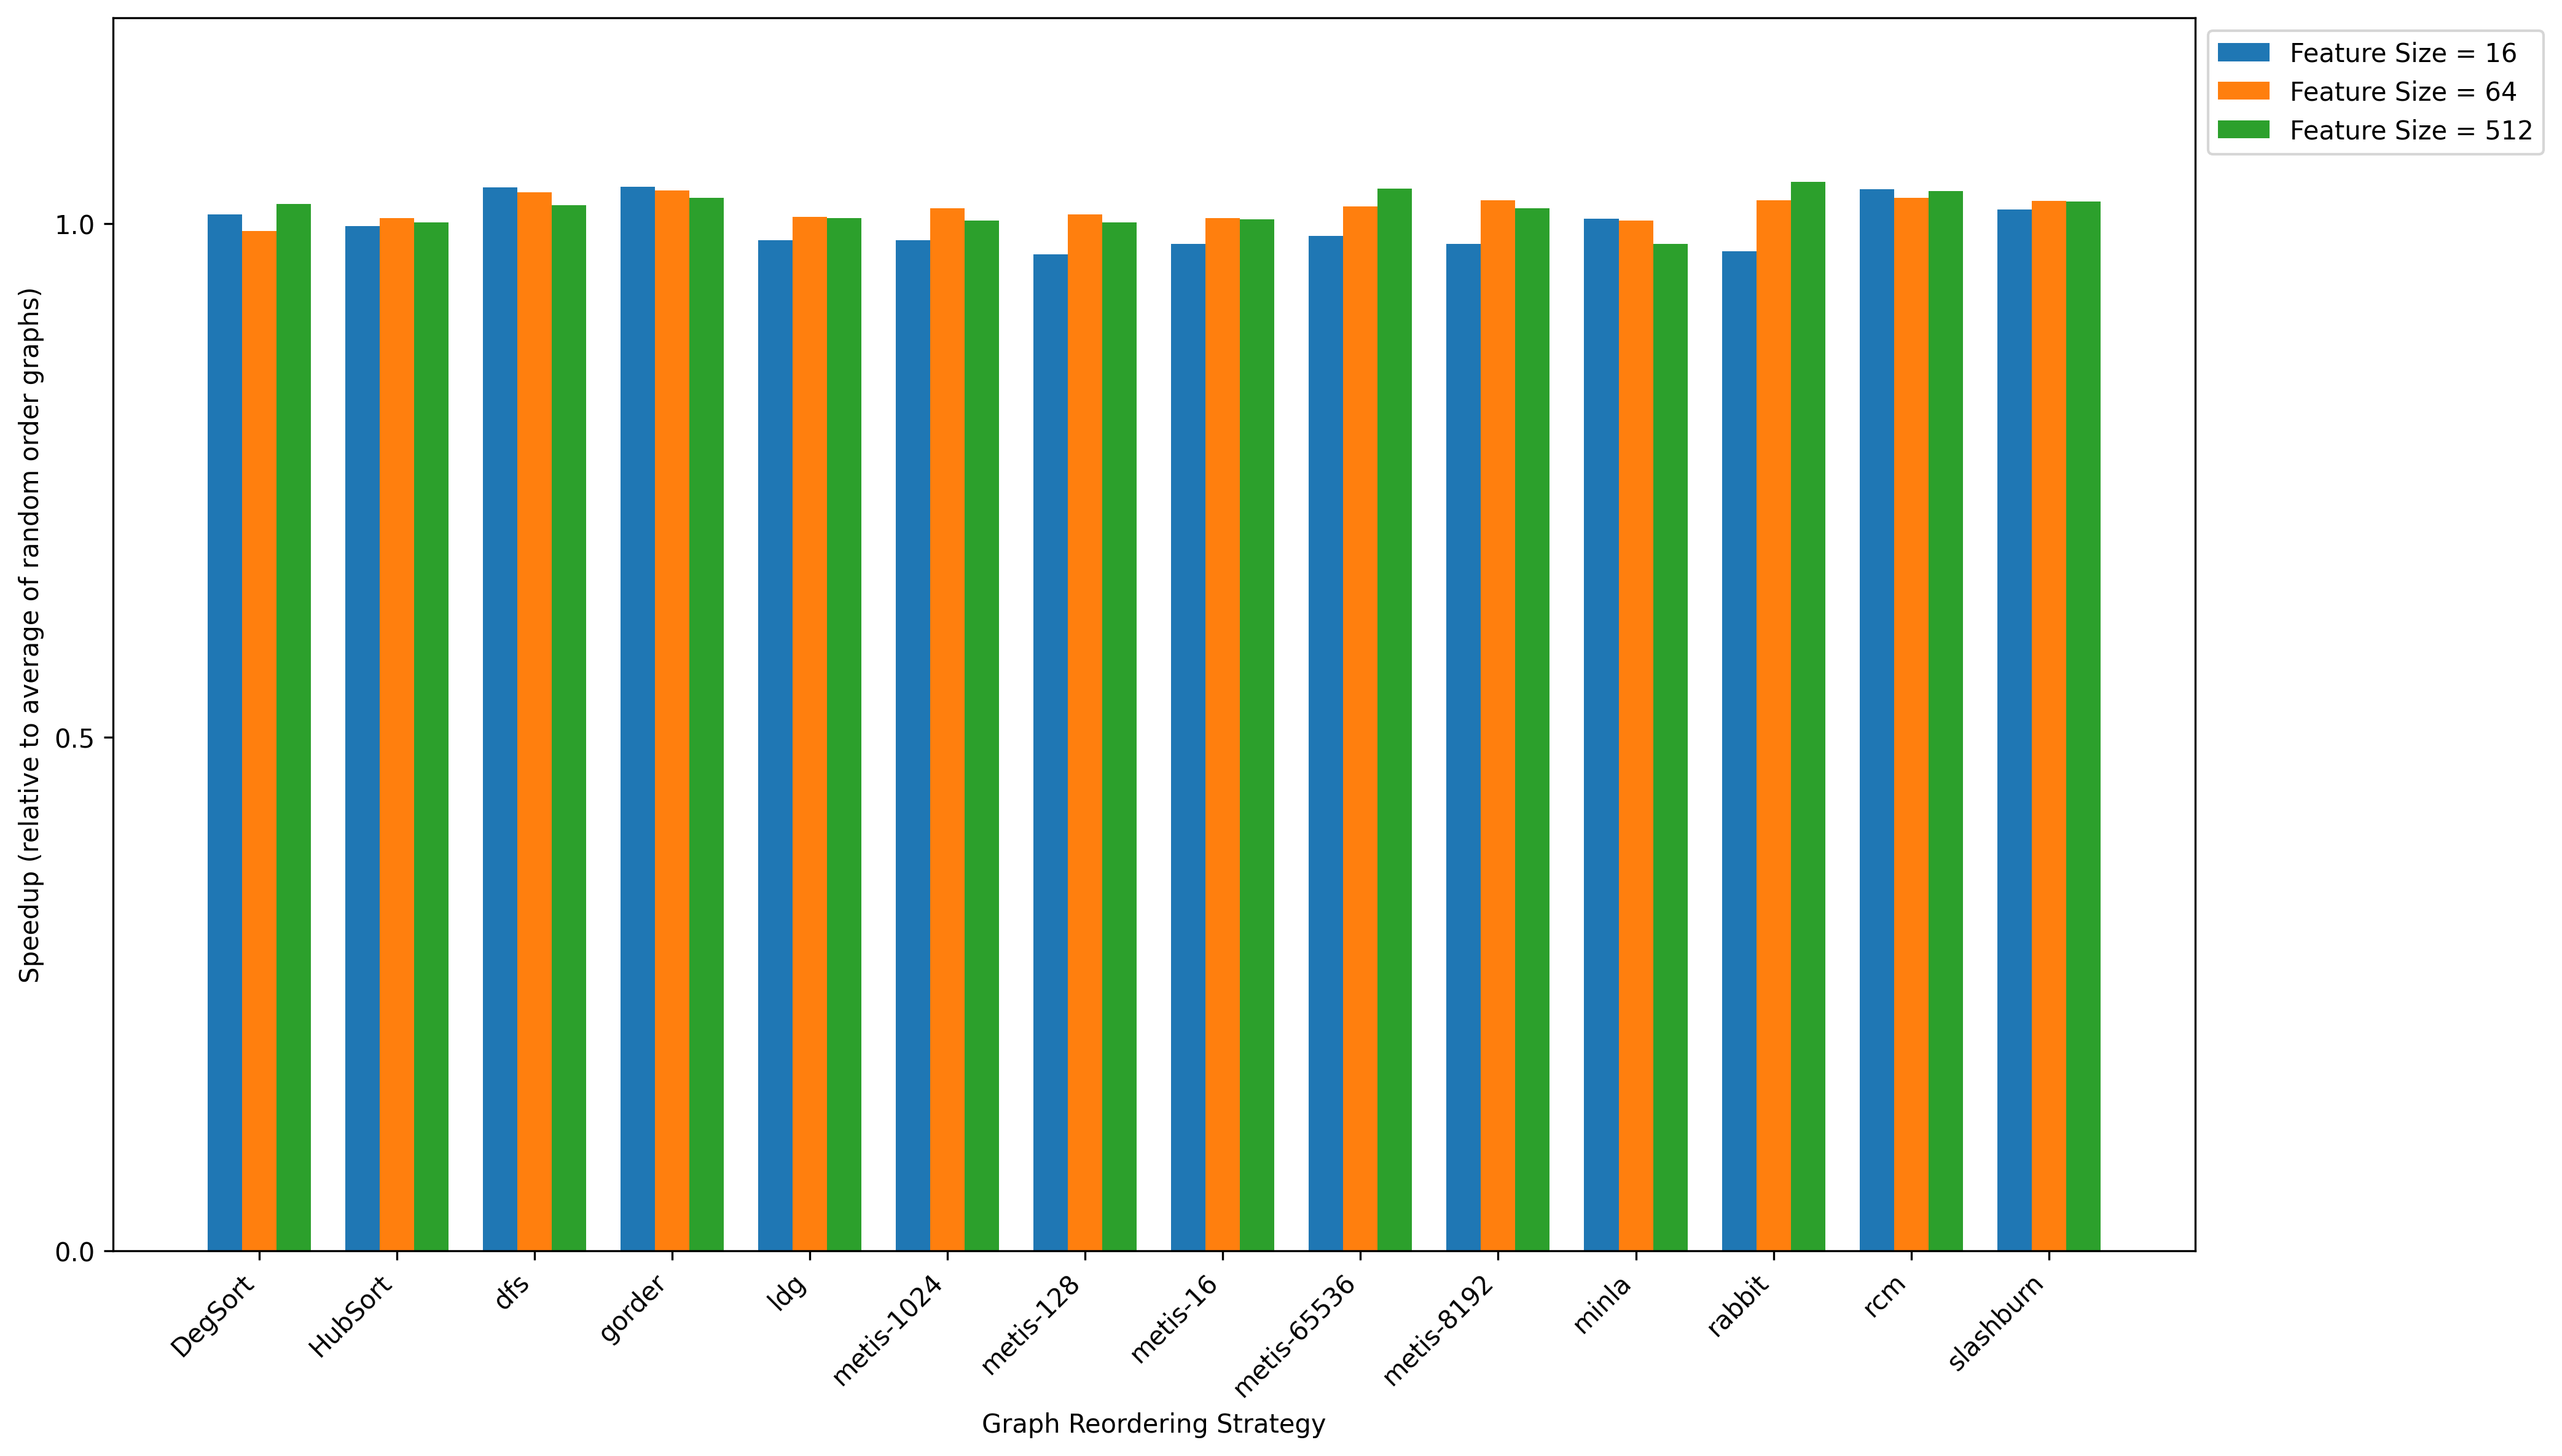 Feature Size = 16
Feature Size = 64
Feature Size = 512
Speedup (relative to average of random order graphs)
1.0
0.5
0.0
DegSort
HubSort
dfs
gorder
ldg
metis-1024
metis-128
metis-16
metis-65536
metis-8192
minla
rabbit
rcm
slashburn
Graph Reordering Strategy